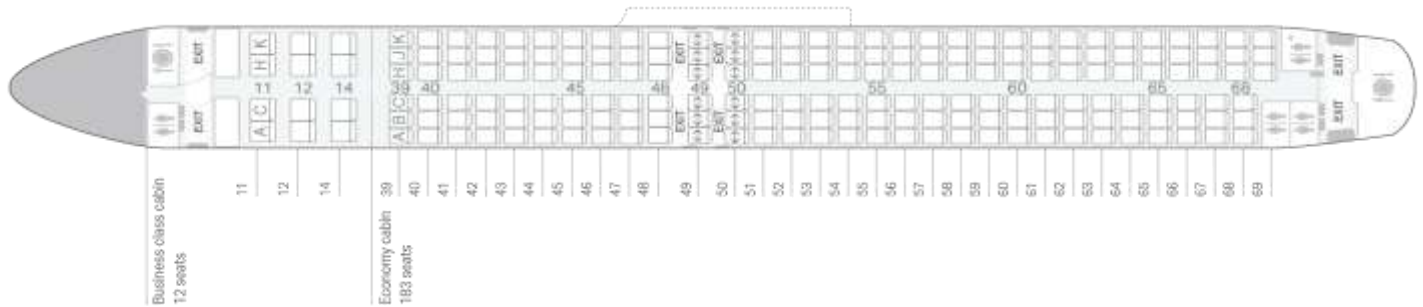 EXIT
EXIT
EXIT
EXIT
EXIT
EXIT
EXIT
EXIT
K
H
C
A
K
J
H
C
B
A
11 12 14 39 40 45 48 49 50 55 60 65 68
11
12
14
39
40
41
42
43
44
45
46
47
48
49
50
51
52
53
54
55
56
57
58
59
60
61
62
63
64
65
66
67
68
69
Business class cabin
12 seats
Economy cabin
183 seats